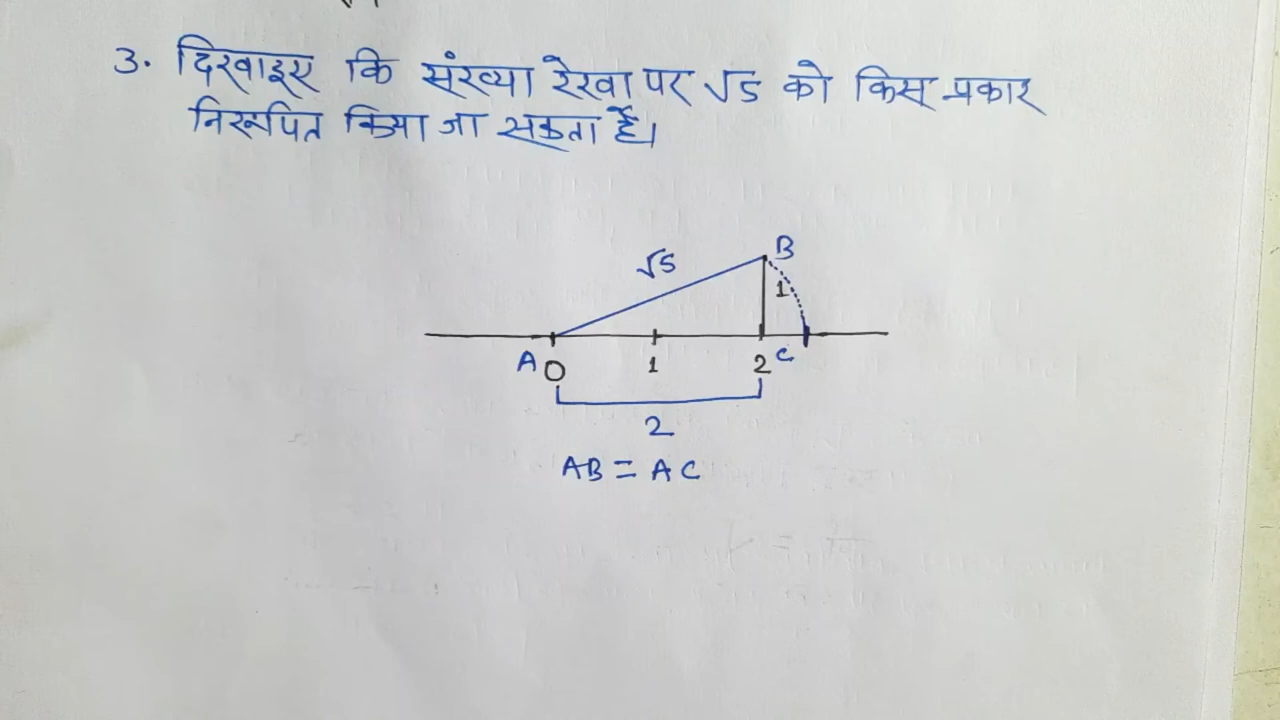 3. दिखाइए कि संख्या रेखा पर √5 को किस प्रकार
निरूपित किया जा सकता है।
√5
B
1
A 0 1 2 C
2
AB = AC